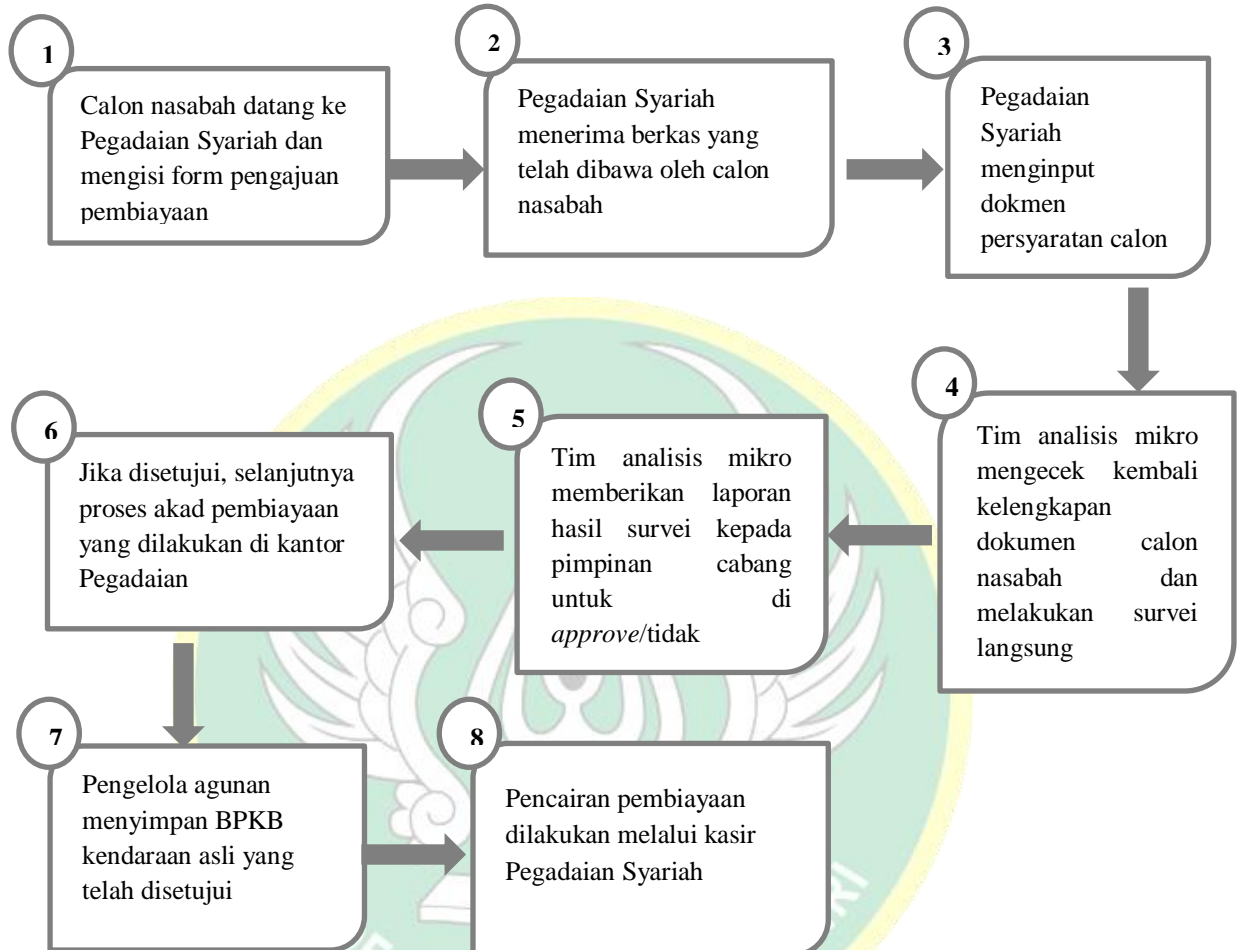 1
Calon nasabah datang ke
Pegadaian Syariah dan
mengisi form pengajuan
pembiayaan
2
Pegadaian Syariah
menerima berkas yang
telah dibawa oleh calon
nasabah
3
Pegadaian
Syariah
menginput
dokmen
persyaratan calon
4
Tim analisis mikro
mengecek kembali
kelengkapan
dokumen calon
nasabah dan
melakukan survei
langsung
5
Tim analisis mikro
memberikan laporan
hasil survei kepada
pimpinan cabang
untuk di
approve/tidak
6
Jika disetujui, selanjutnya
proses akad pembiayaan
yang dilakukan di kantor
Pegadaian
7
Pengelola agunan
menyimpan BPKB
kendaraan asli yang
telah disetujui
8
Pencairan pembiayaan
dilakukan melalui kasir
Pegadaian Syariah